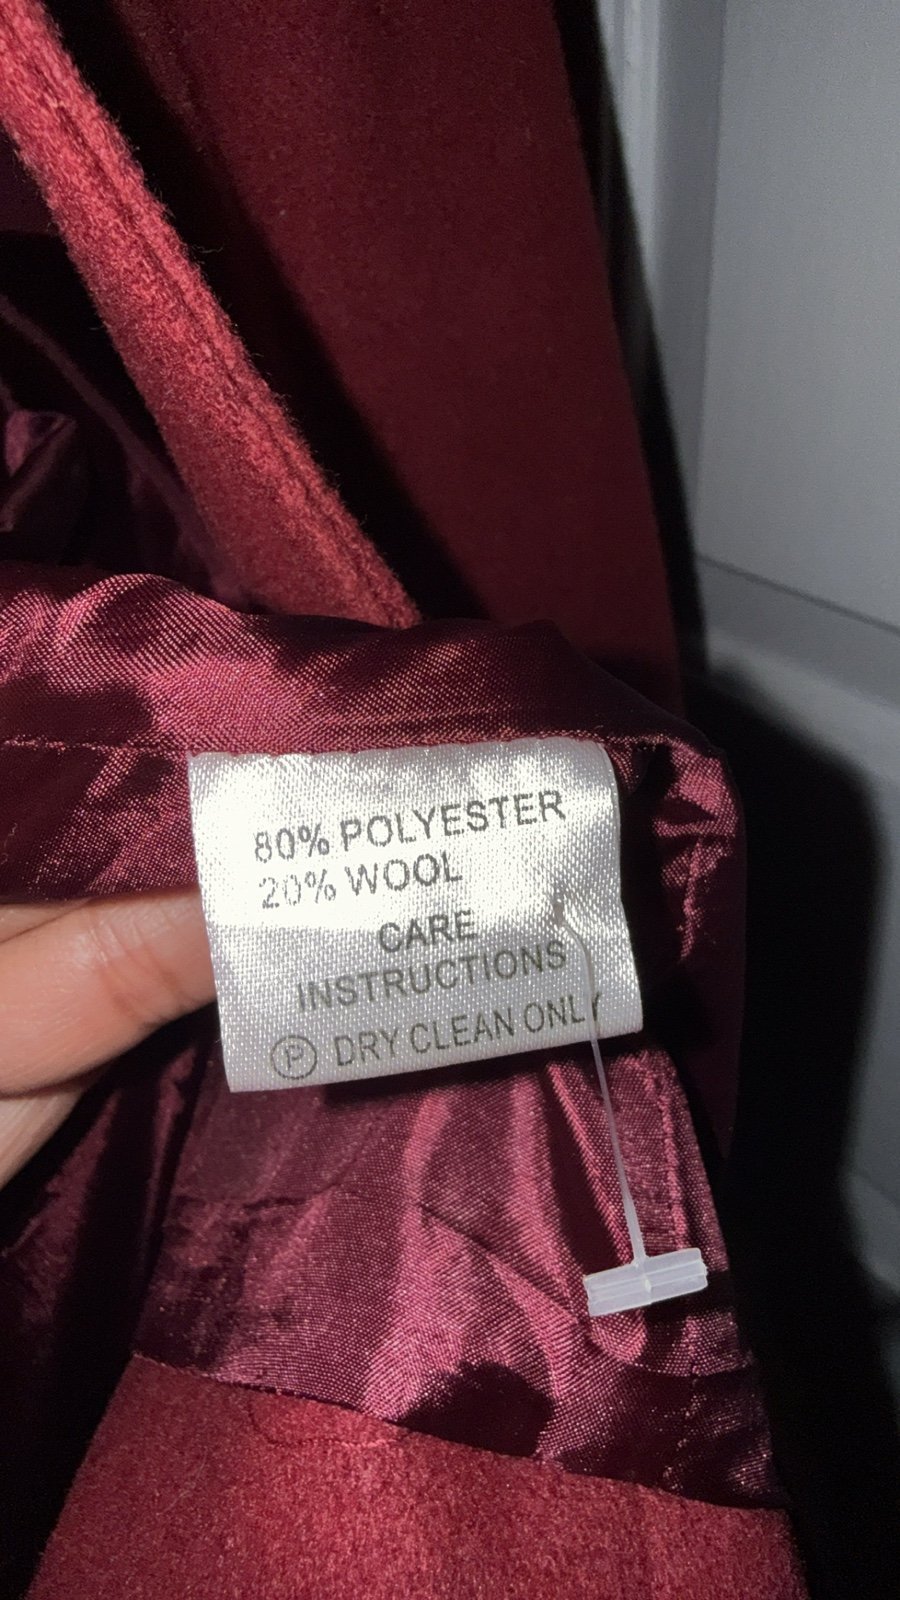 80% POLYESTER
20% WOOL
CARE
INSTRUCTIONS
Ⓟ DRY CLEAN ONLY